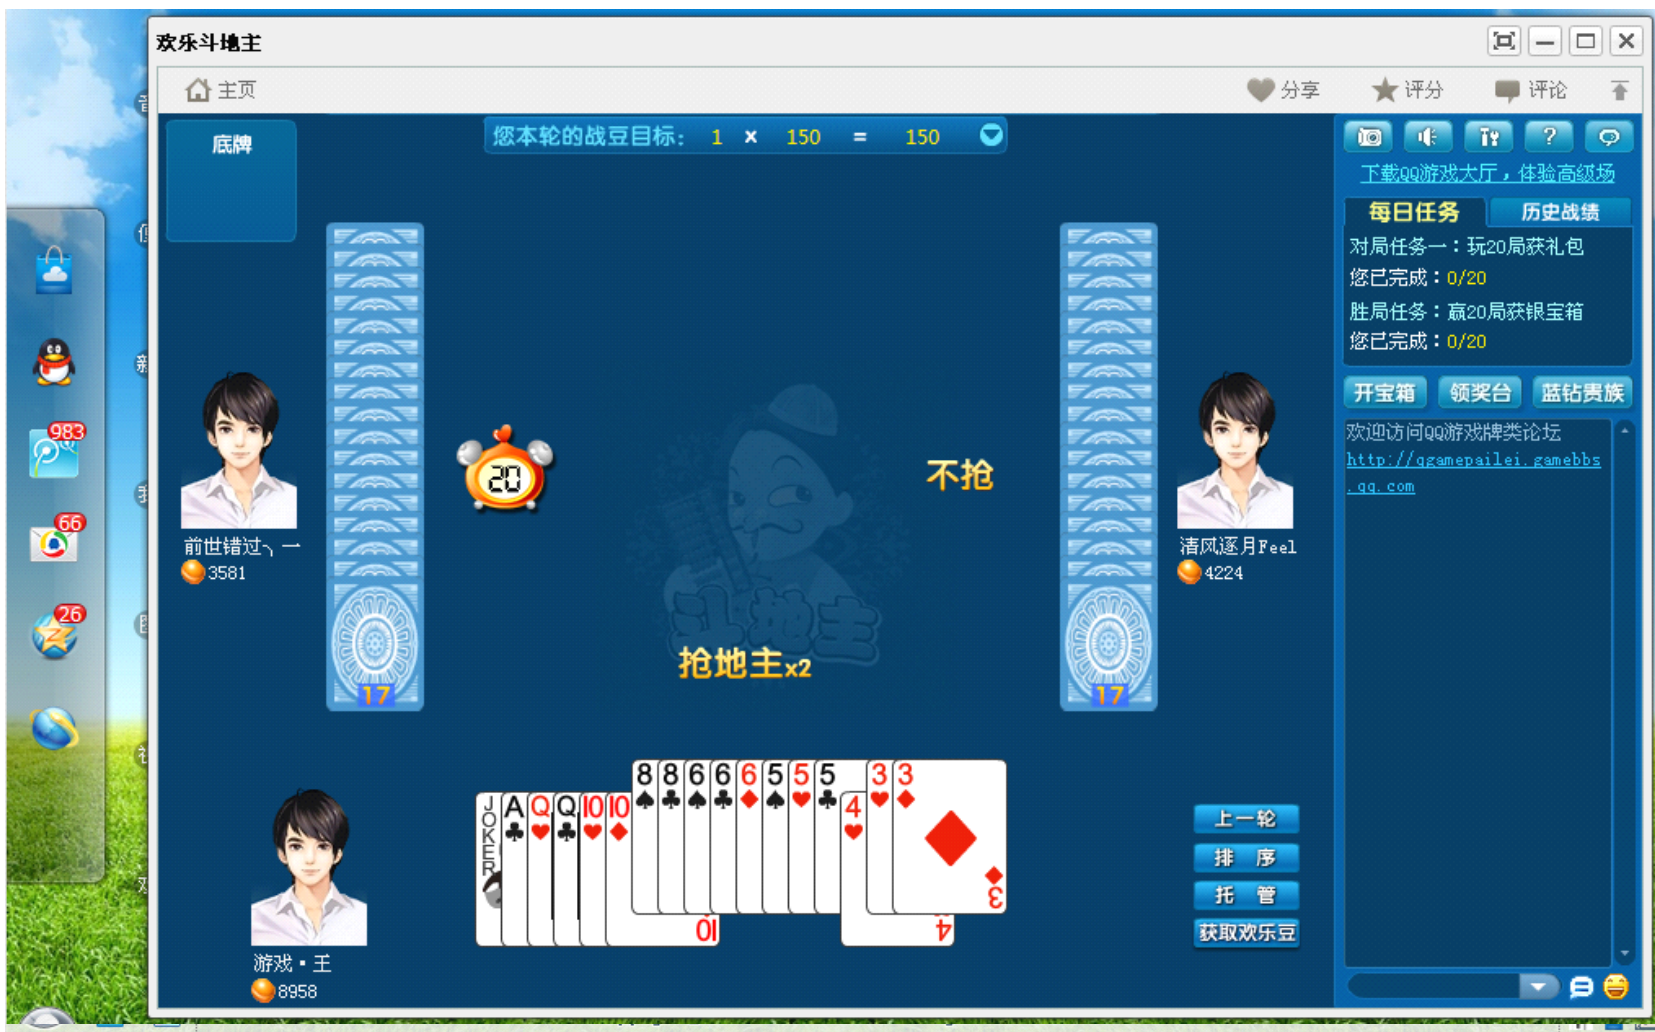 欢乐斗地主
主页
分享
评分
评论
底牌
您本轮的战豆目标： 1 × 150 = 150
下载QQ游戏大厅，体验高级场
每日任务
历史战绩
对局任务一：玩20局获礼包
您已完成：0/20
胜局任务：赢20局获银宝箱
您已完成：0/20
开宝箱
领奖台
蓝钻贵族
欢迎访问QQ游戏牌类论坛
http://qgamepailei.gamebbs
.qq.com
983
66
26
20
不抢
前世错过╮一
3581
清风逐月Feel
4224
斗地主
抢地主x2
17
17
JOKER A Q Q 10 10 8 8 6 6 6 5 5 5 4 3 3
10
4
3
上一轮
排 序
托 管
获取欢乐豆
游戏·王
8958